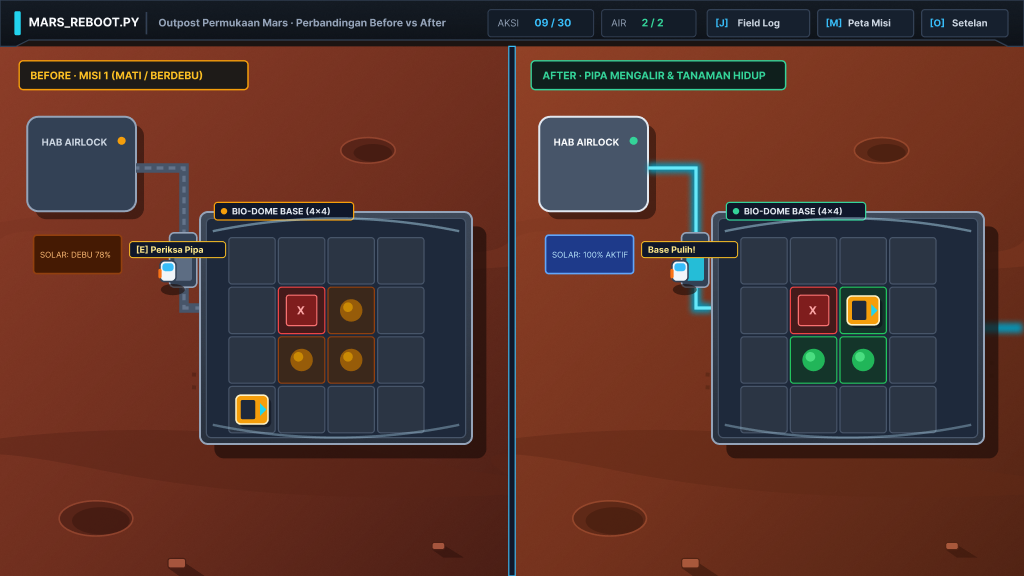 MARS_REBOOT.PY
Outpost Permukaan Mars · Perbandingan Before vs After
AKSI 09 / 30
AIR 2 / 2
[J] Field Log
[M] Peta Misi
[O] Setelan
BEFORE · MISI 1 (MATI / BERDEBU)
HAB AIRLOCK
BIO-DOME BASE (4×4)
SOLAR: DEBU 78%
[E] Periksa Pipa
X
AFTER · PIPA MENGALIR & TANAMAN HIDUP
HAB AIRLOCK
BIO-DOME BASE (4×4)
SOLAR: 100% AKTIF
Base Pulih!
X